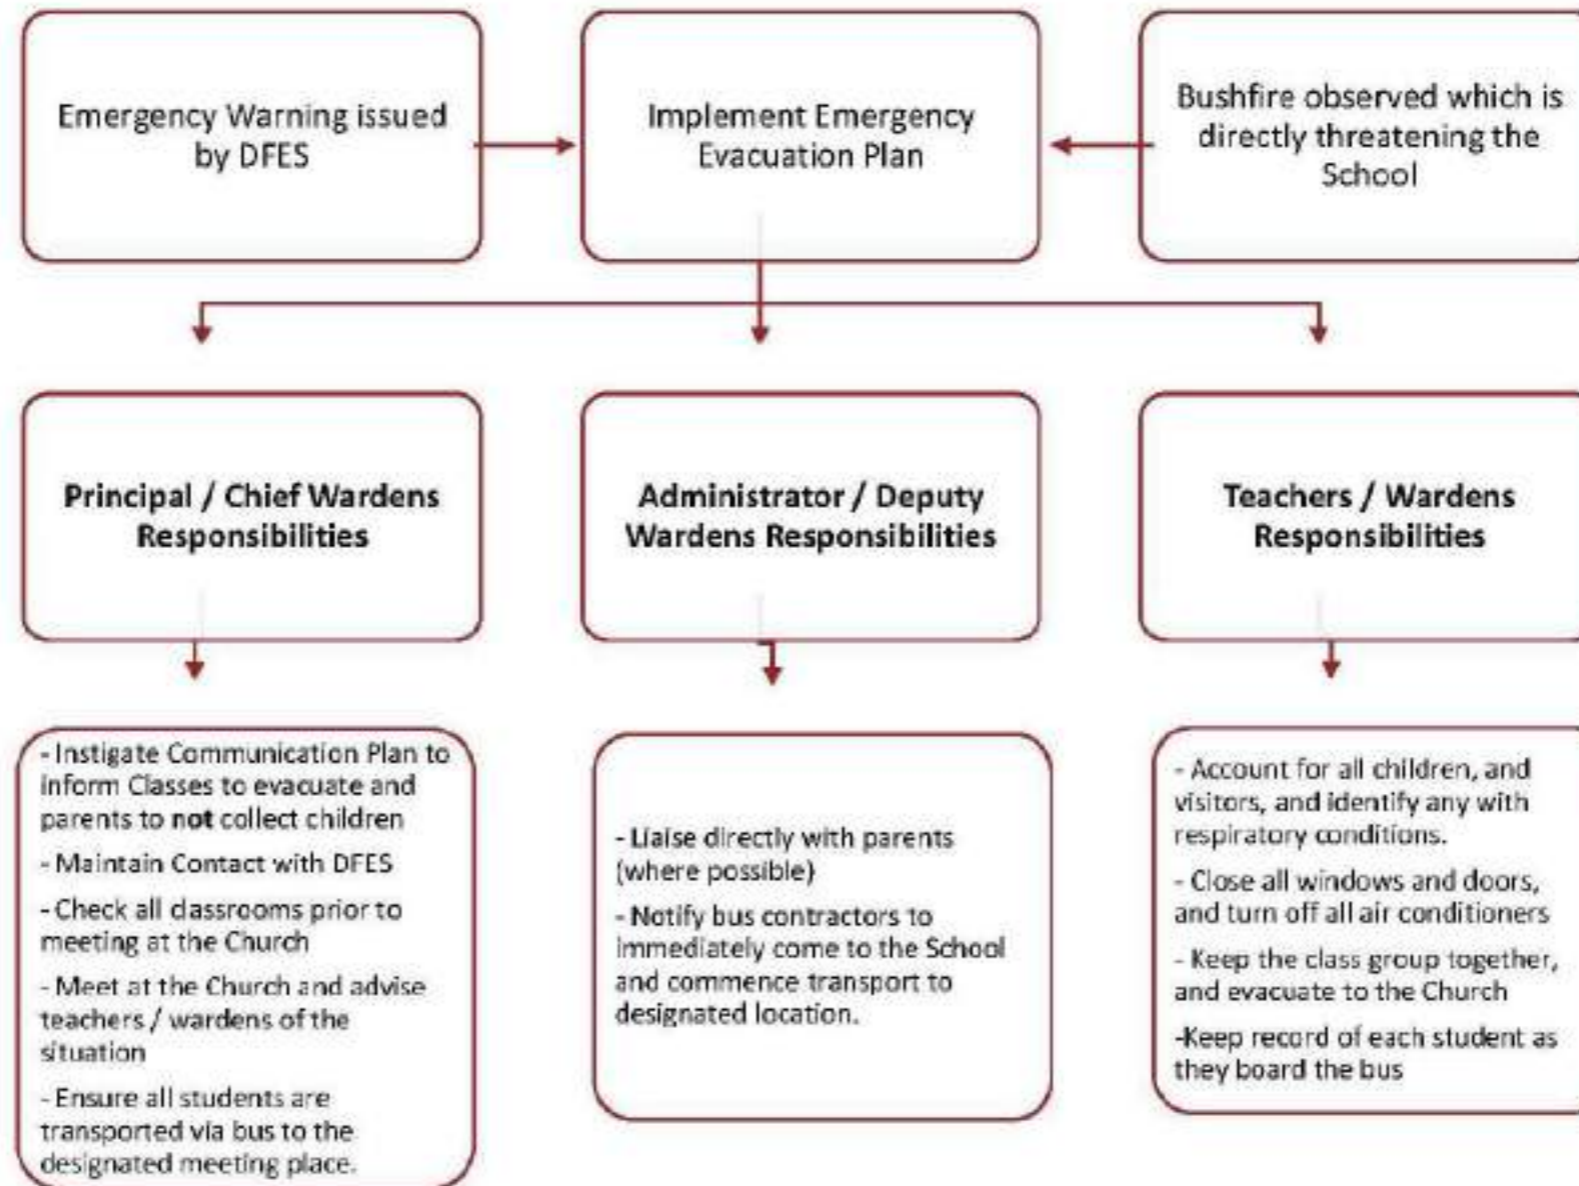 Emergency Warning issued
by DFES
Implement Emergency
Evacuation Plan
Bushfire observed which is
directly threatening the
School
Principal / Chief Wardens
Responsibilities
Administrator / Deputy
Wardens Responsibilities
Teachers / Wardens
Responsibilities
- Instigate Communication Plan to
inform Classes to evacuate and
parents to not collect children
- Maintain Contact with DFES
- Check all classrooms prior to
meeting at the Church
- Meet at the Church and advise
teachers / wardens of the
situation
- Ensure all students are
transported via bus to the
designated meeting place.
- Liaise directly with parents
(where possible)
- Notify bus contractors to
immediately come to the School
and commence transport to
designated location.
- Account for all children, and
visitors, and identify any with
respiratory conditions.
- Close all windows and doors,
and turn off all air conditioners
- Keep the class group together,
and evacuate to the Church
-Keep record of each student as
they board the bus